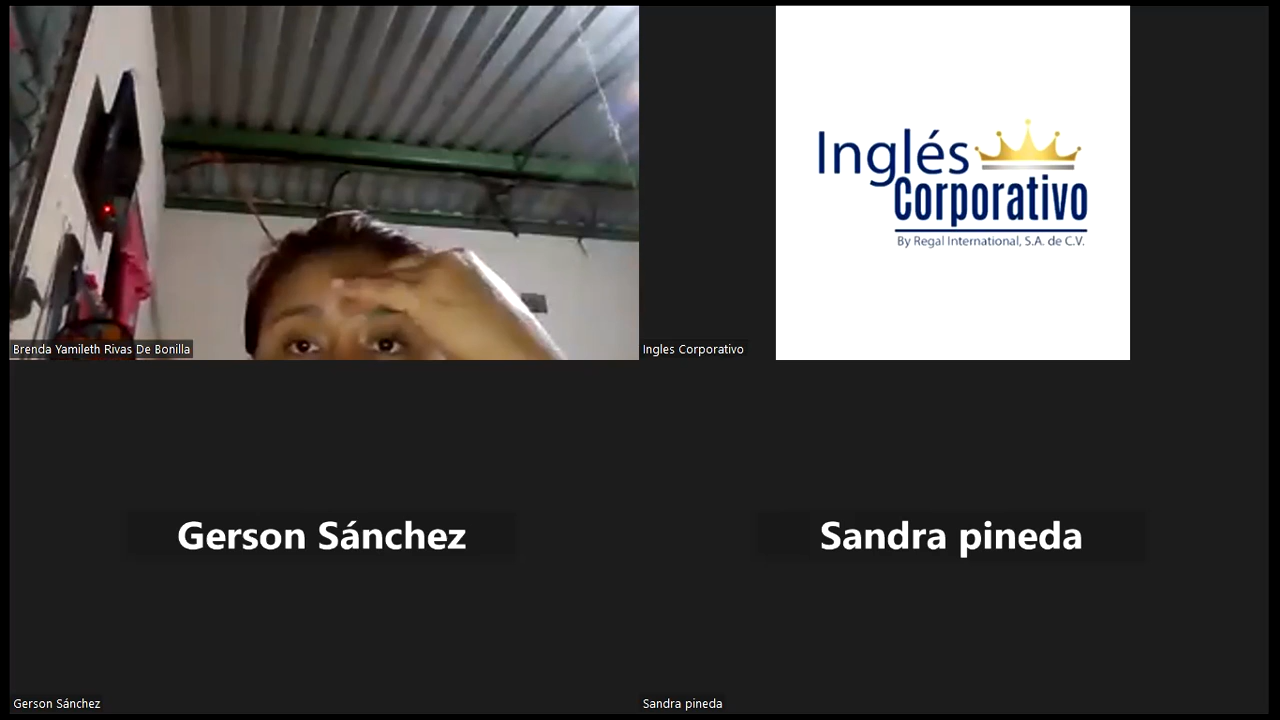 Brenda Yamileth Rivas De Bonilla
Inglés
Corporativo
By Regal International, S.A. de C.V.
Ingles Corporativo
Gerson Sánchez
Sandra pineda
Gerson Sánchez
Sandra pineda